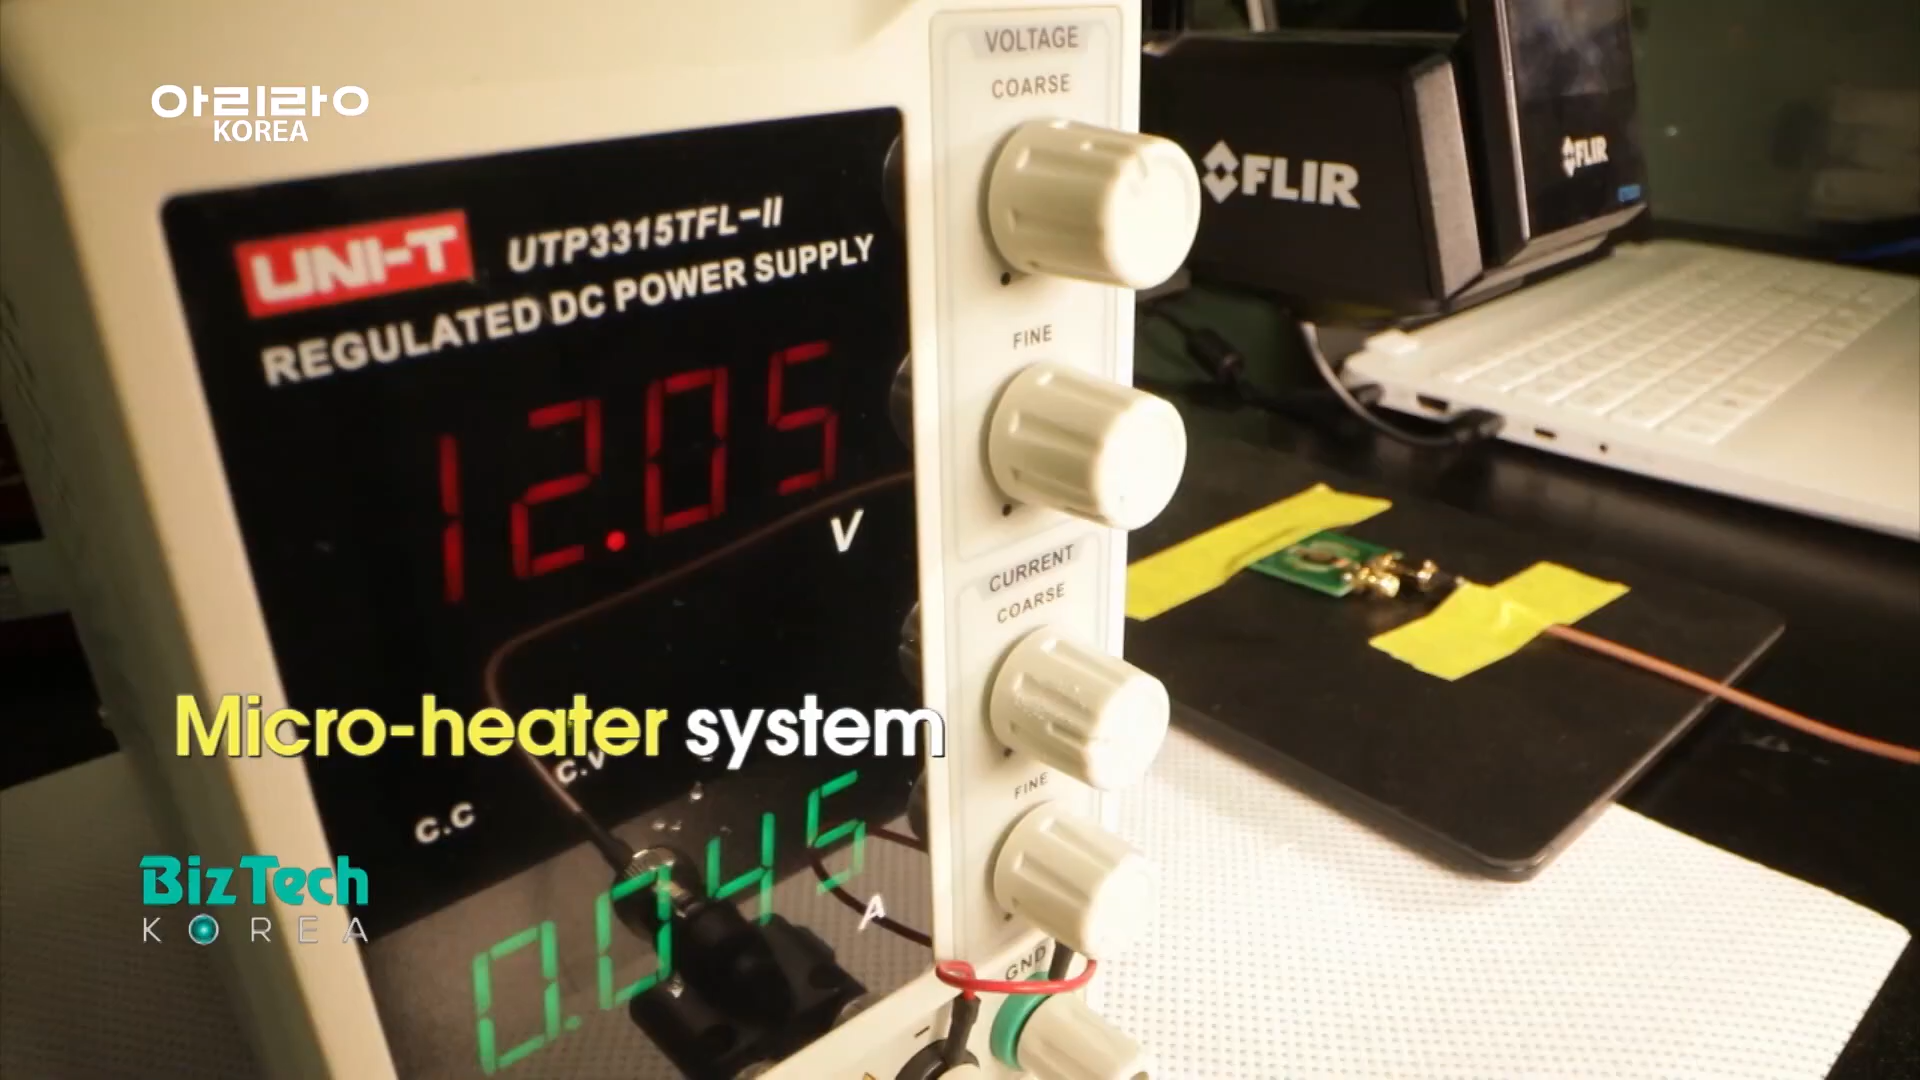 아리랑
KOREA
UNI-T
UTP3315TFL-II
REGULATED DC POWER SUPPLY
12.05
V
C.V
C.C
0.045
A
VOLTAGE
COARSE
FINE
CURRENT
COARSE
FINE
GND
FLIR
FLIR
Micro-heater system
BizTech
KOREA